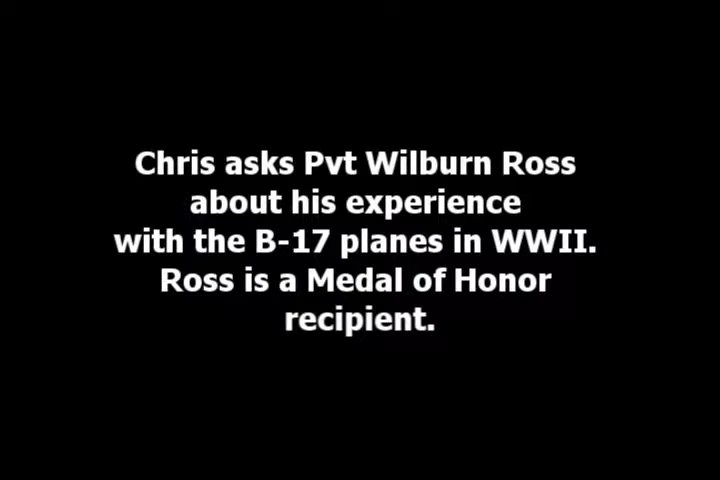 Chris asks Pvt Wilburn Ross
about his experience
with the B-17 planes in WWII.
Ross is a Medal of Honor
recipient.